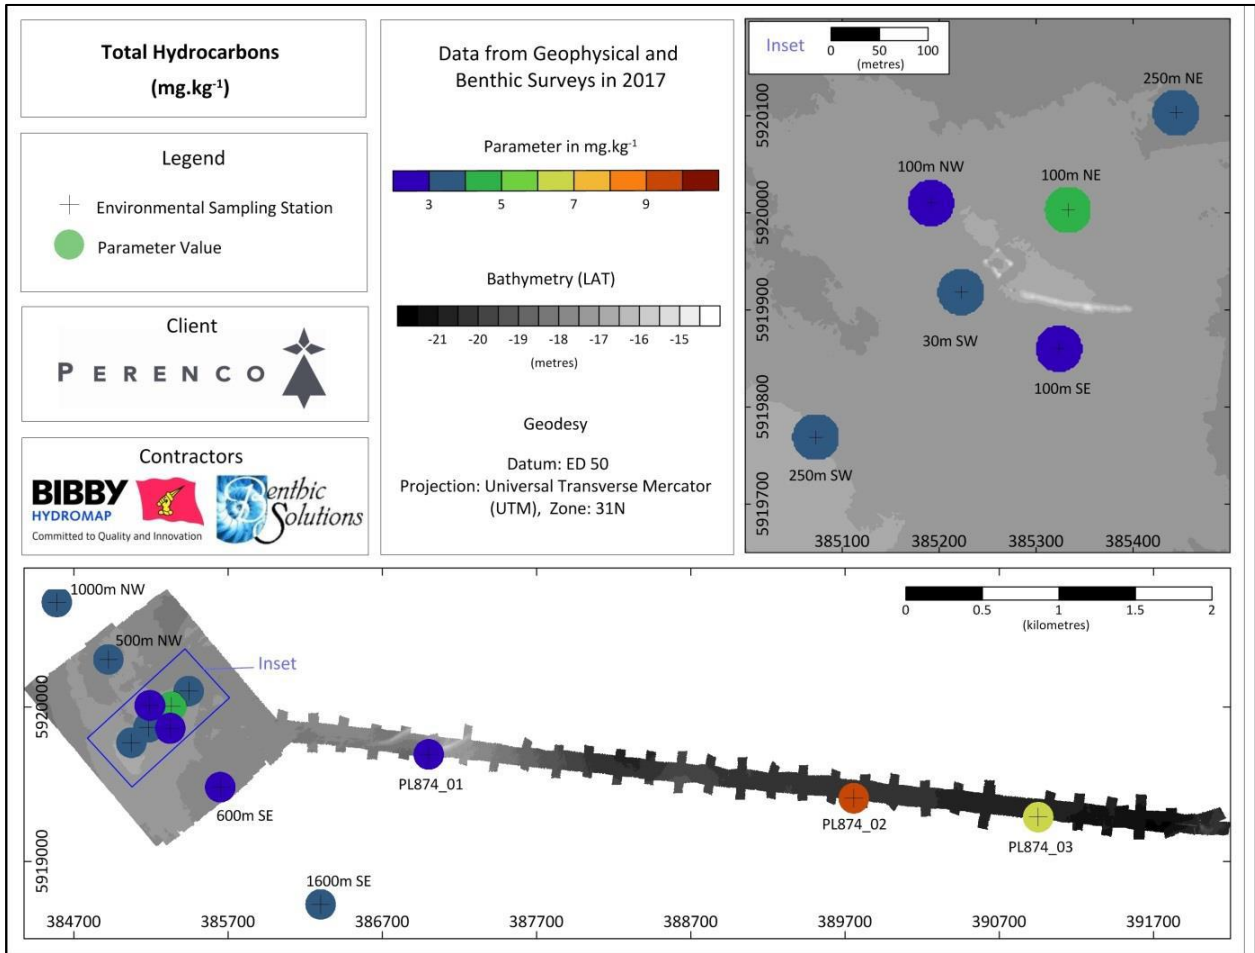 Total Hydrocarbons
(mg.kg⁻¹)
Legend
Environmental Sampling Station
Parameter Value
Client
PERENCO
Contractors
BIBBY
HYDROMAP
Committed to Quality and Innovation
Benthic
Solutions
Data from Geophysical and
Benthic Surveys in 2017
Parameter in mg.kg⁻¹
3 5 7 9
Bathymetry (LAT)
-21 -20 -19 -18 -17 -16 -15
(metres)
Geodesy
Datum: ED 50
Projection: Universal Transverse Mercator
(UTM), Zone: 31N
Inset
0 50 100
(metres)
250m NE
5920100
100m NW
100m NE
5920000
5919900
30m SW
100m SE
5919800
250m SW
5919700
385100 385200 385300 385400
1000m NW
0 0.5 1 1.5 2
(kilometres)
500m NW
Inset
5920000
PL874_01
600m SE
PL874_02
PL874_03
5919000
1600m SE
384700 385700 386700 387700 388700 389700 390700 391700